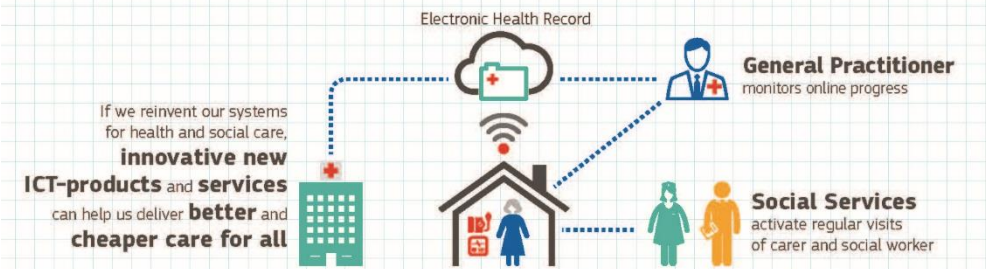 Electronic Health Record
General Practitioner
monitors online progress
If we reinvent our systems
for health and social care,
innovative new
ICT-products and services
can help us deliver better and
cheaper care for all
Social Services
activate regular visits
of carer and social worker